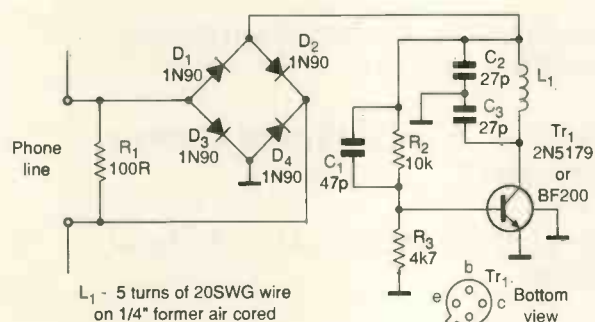 D1
1N90
D2
1N90
D3
1N90
D4
1N90
Phone
line
R1
100R
C1
47p
R2
10k
R3
4k7
C2
27p
C3
27p
L1
Tr1
2N5179
or
BF200
L1 - 5 turns of 20SWG wire
on 1/4" former air cored
b
e
c
Tr1
Bottom
view